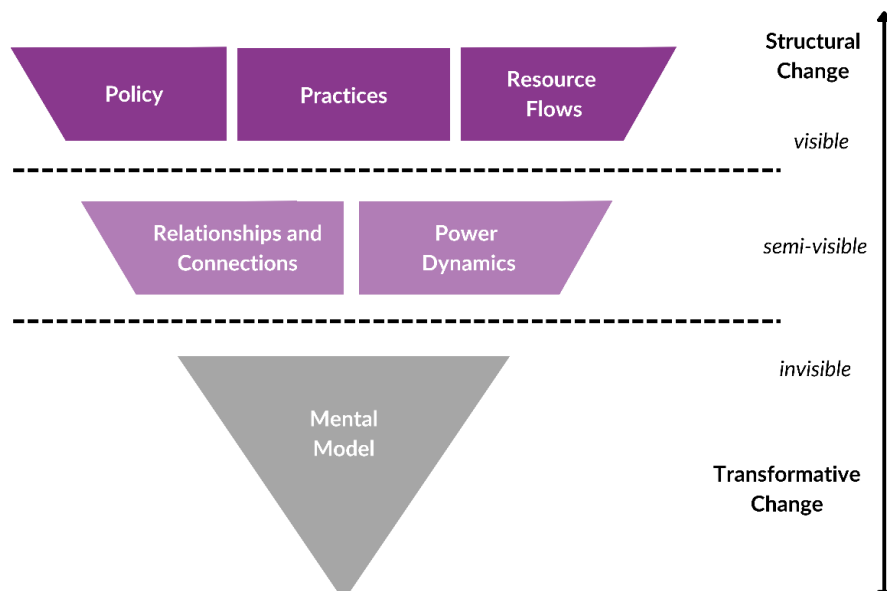 Policy
Practices
Resource
Flows
Structural
Change
visible
Relationships and
Connections
Power
Dynamics
semi-visible
invisible
Mental
Model
Transformative
Change